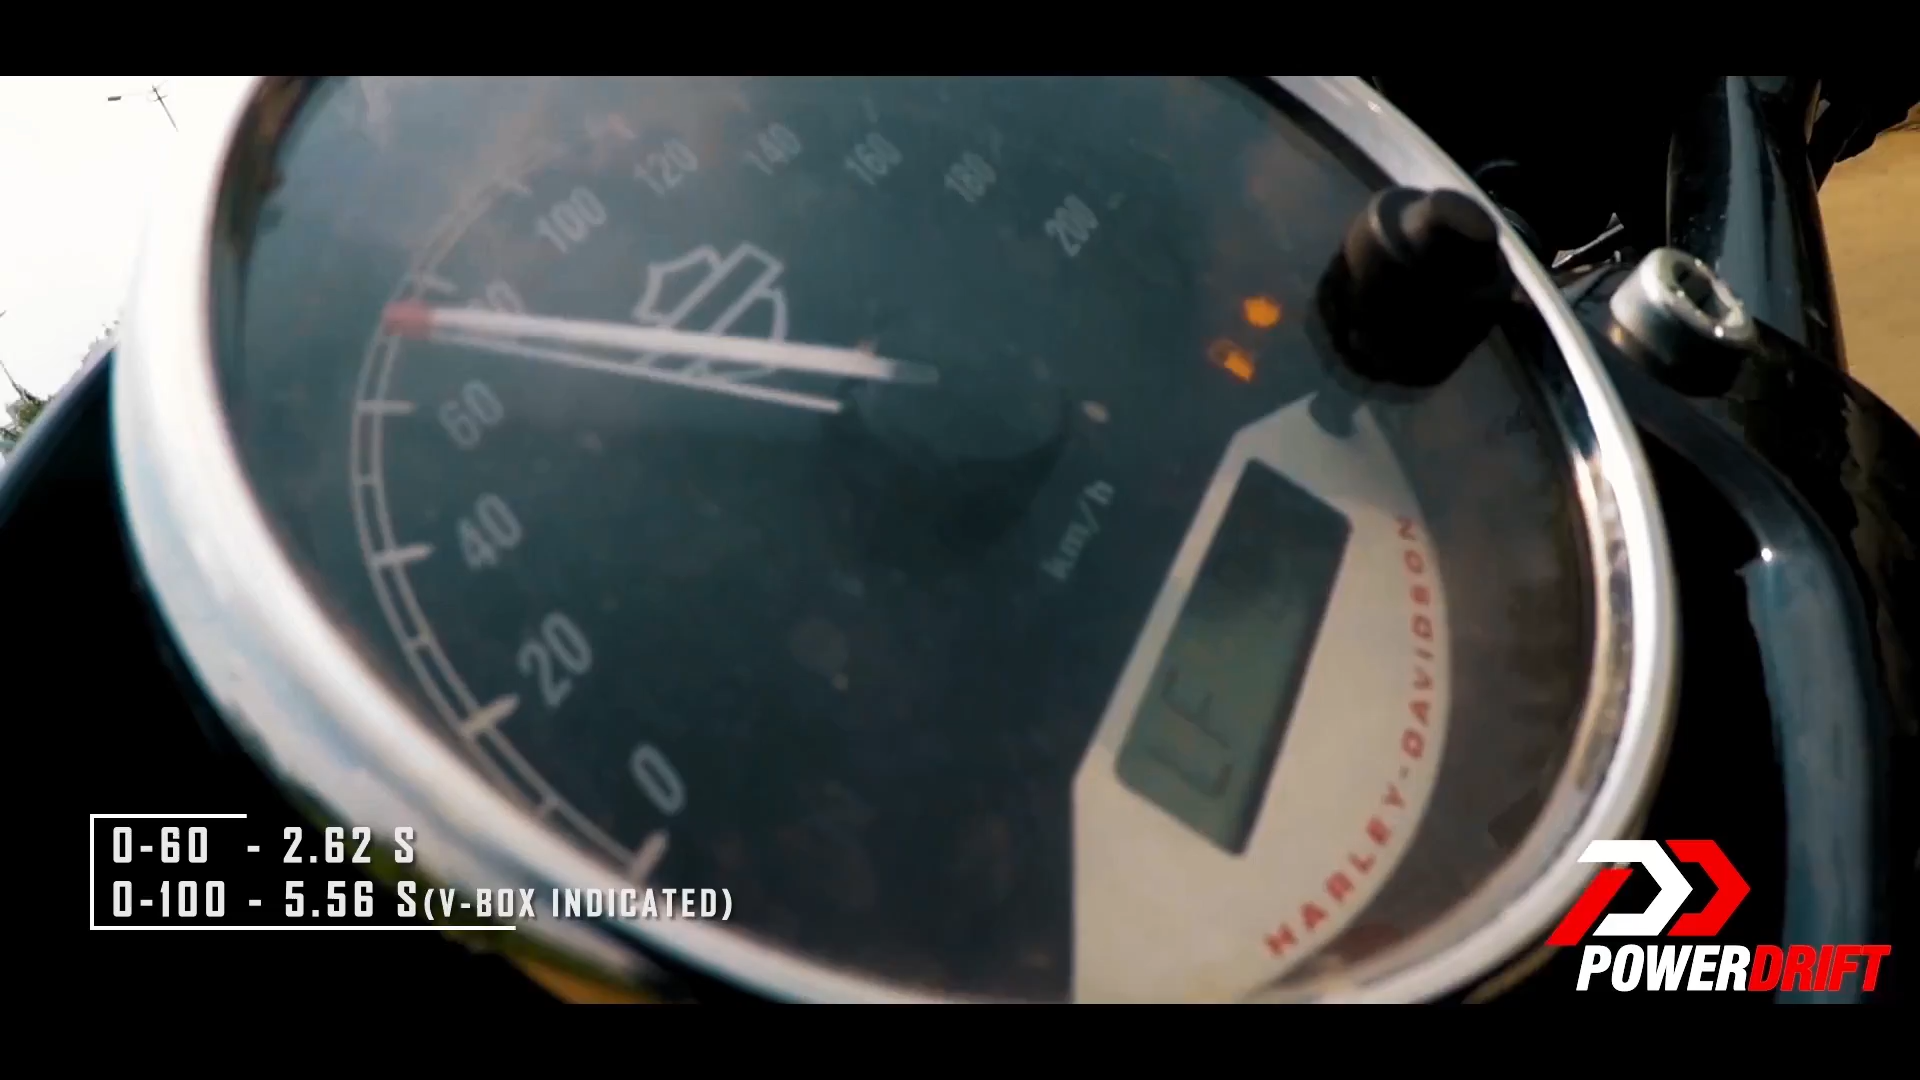 200
180
160
140
120
100
80
60
40
20
0
km/h
HARLEY-DAVIDSON
0-60 - 2.62 S
0-100 - 5.56 S(V-BOX INDICATED)
POWERDRIFT